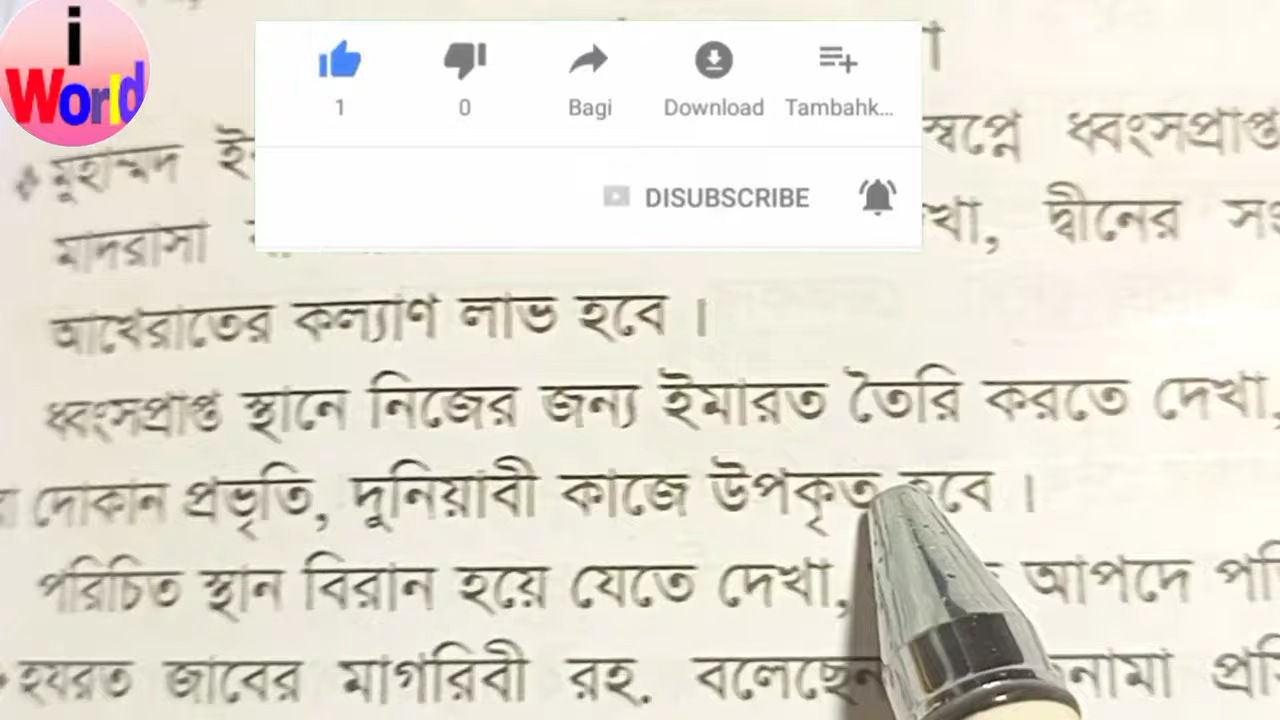 i
World
1 0 Bagi Download Tambahk...
DISUBSCRIBE
মুহাম্মদ স্বপ্নে ধ্বংসপ্রাপ্ত
মাদরাসা দ্বীনের
আখেরাতের কল্যাণ লাভ হবে ।
ধ্বংসপ্রাপ্ত স্থানে নিজের জন্য ইমারত তৈরি করতে দেখা,
দোকান প্রভৃতি, দুনিয়াবী কাজে উপকৃত হবে ।
পরিচিত স্থান বিরান হয়ে যেতে দেখা, আপদে
হযরত জাবের মাগরিবী রহ. বলেছেন